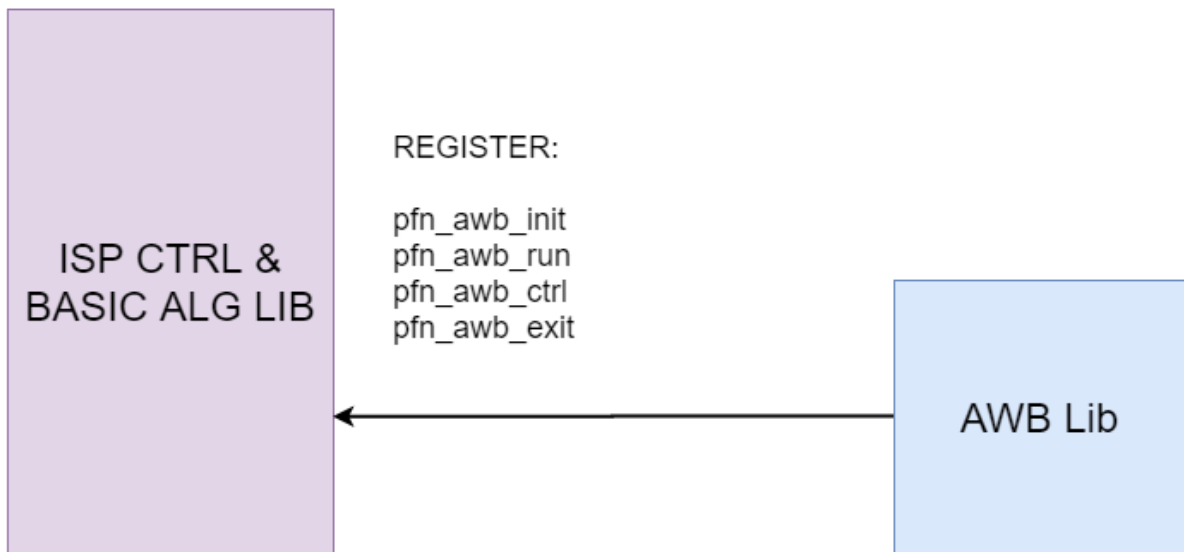 ISP CTRL &
BASIC ALG LIB
REGISTER:
pfn_awb_init
pfn_awb_run
pfn_awb_ctrl
pfn_awb_exit
AWB Lib